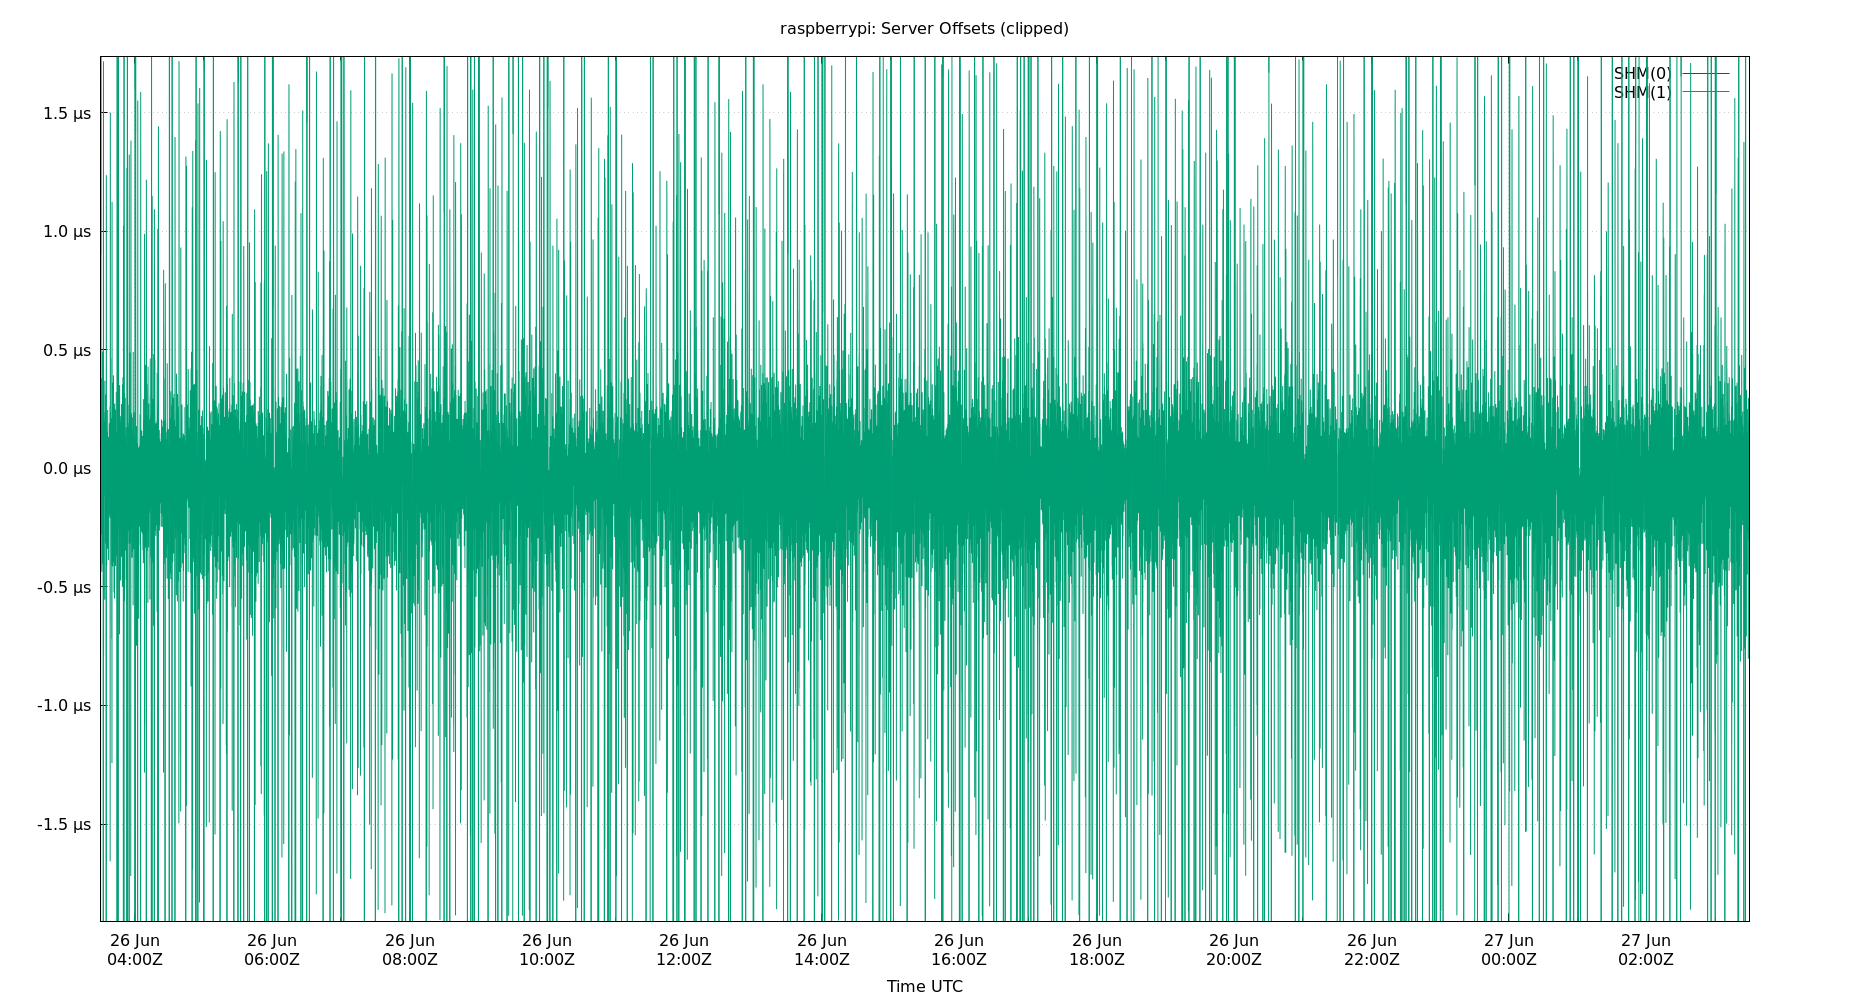 raspberrypi: Server Offsets (clipped)
SHM(0)
SHM(1)
1.5 µs
1.0 µs
0.5 µs
0.0 µs
-0.5 µs
-1.0 µs
-1.5 µs
26 Jun 26 Jun 26 Jun 26 Jun 26 Jun 26 Jun 26 Jun 26 Jun 26 Jun 26 Jun 27 Jun 27 Jun
04:00Z 06:00Z 08:00Z 10:00Z 12:00Z 14:00Z 16:00Z 18:00Z 20:00Z 22:00Z 00:00Z 02:00Z
Time UTC